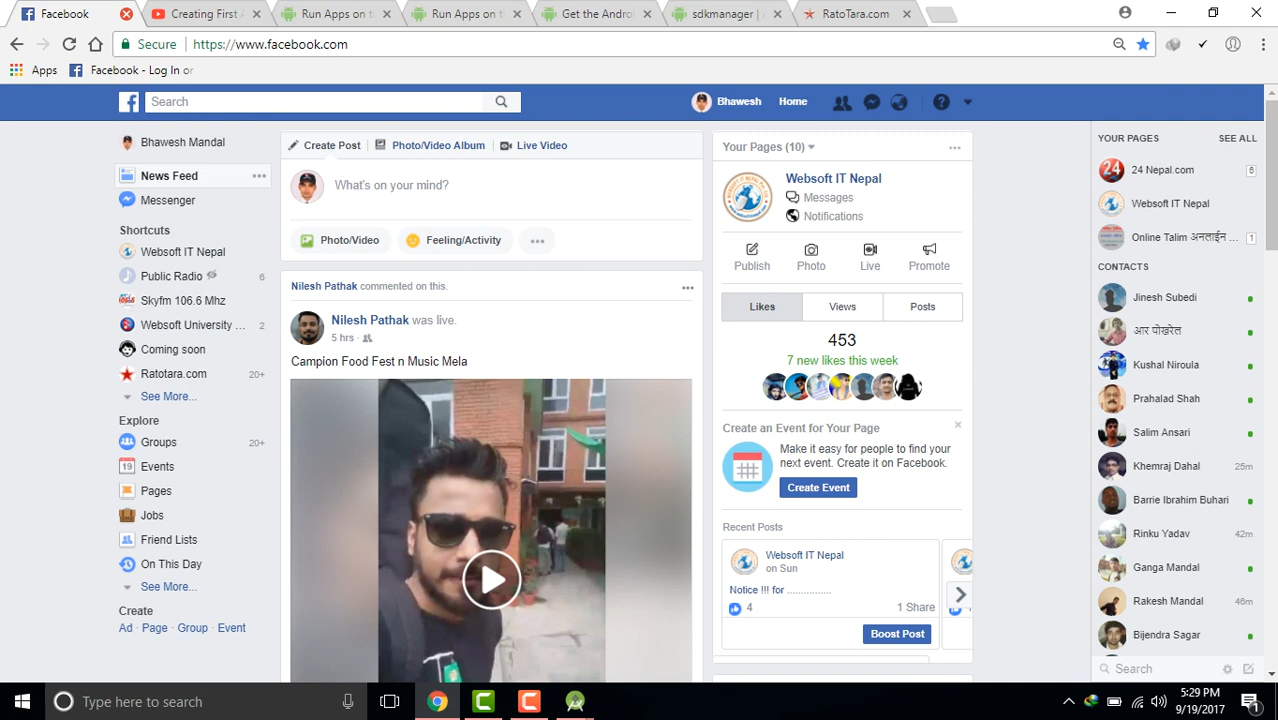 Facebook
Creating First A
Run Apps on th
Run Apps on th
Get the Androi
sdkmanager | A
RatoTara.com
Secure
https://www.facebook.com
Apps
Facebook - Log In or
Search
Bhawesh
Home
Bhawesh Mandal
News Feed
Messenger
Shortcuts
Websoft IT Nepal
Public Radio 6
Skyfm 106.6 Mhz
Websoft University ... 2
Coming soon
Ratotara.com 20+
See More...
Explore
Groups 20+
Events
Pages
Jobs
Friend Lists
On This Day
See More...
Create
Ad · Page · Group · Event
Create Post
Photo/Video Album
Live Video
What's on your mind?
Photo/Video
Feeling/Activity
Nilesh Pathak commented on this.
Nilesh Pathak was live.
5 hrs
Campion Food Fest n Music Mela
Your Pages (10)
Websoft IT Nepal
Messages
Notifications
Publish Photo Live Promote
Likes Views Posts
453
7 new likes this week
Create an Event for Your Page
Make it easy for people to find your
next event. Create it on Facebook.
Create Event
Recent Posts
Websoft IT Nepal
on Sun
Notice !!! for ................
4 1 Share
Boost Post
YOUR PAGES SEE ALL
24 Nepal.com 6
Websoft IT Nepal
Online Talim अनलाईन ... 1
CONTACTS
Jinesh Subedi
आर पोखरेल
Kushal Niroula
Prahalad Shah
Salim Ansari
Khemraj Dahal 25m
Barrie Ibrahim Buhari
Rinku Yadav 42m
Ganga Mandal
Rakesh Mandal 46m
Bijendra Sagar
Search
Type here to search
5:29 PM
9/19/2017